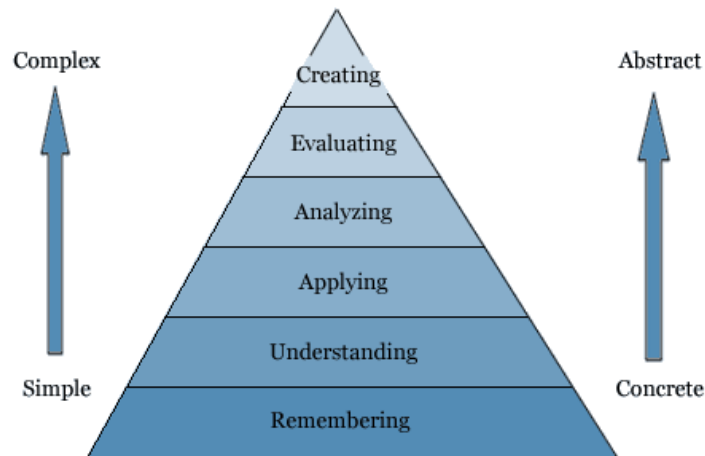 Complex
Abstract
Creating
Evaluating
Analyzing
Applying
Understanding
Simple
Concrete
Remembering